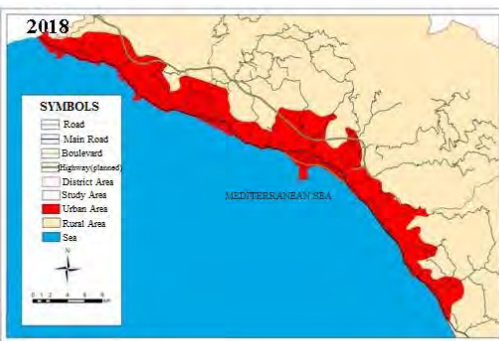 2018
SYMBOLS
Road
Main Road
Boulevard
Highway(planned)
District Area
Study Area
Urban Area
Rural Area
Sea
N
MEDITERRANEAN SEA